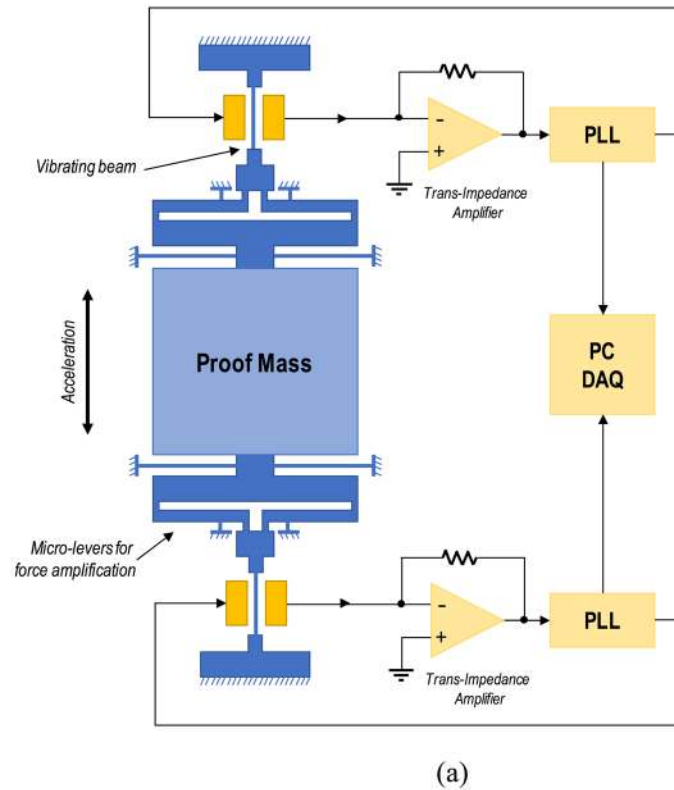 Vibrating beam
-
+
Trans-Impedance
Amplifier
PLL
Acceleration
Proof Mass
PC
DAQ
Micro-levers for
force amplification
-
+
Trans-Impedance
Amplifier
PLL
(a)